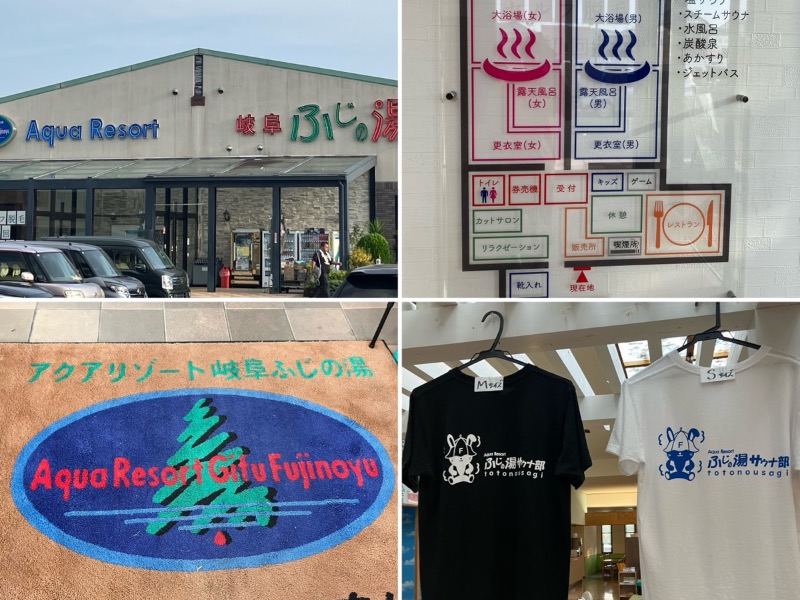 Aqua Resort
岐阜 ふじの湯
大浴場(女)
大浴場(男)
・スチームサウナ
・水風呂
・炭酸泉
・あかすり
・ジェットバス
露天風呂
(女)
露天風呂
(男)
更衣室(女)
更衣室(男)
トイレ
券売機
受付
キッズ
ゲーム
カットサロン
休憩
レストラン
リラクゼーション
販売所
喫煙所
靴入れ
現在地
アクアリゾート岐阜ふじの湯
Aqua Resort Gifu Fujinoyu
Mサイズ
F
Aqua Resort
ふじの湯サウナ部
totonousagi
Sサイズ
F
Aqua Resort
ふじの湯サウナ部
totonousagi